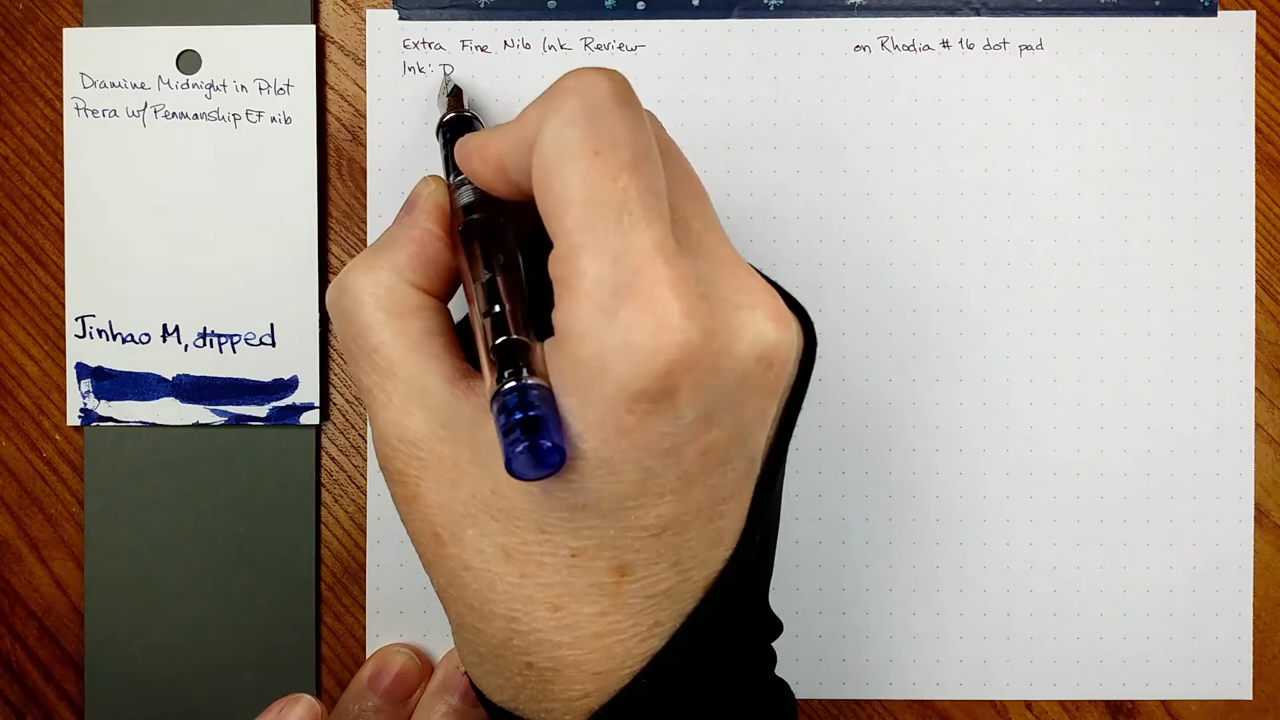 Diamine Midnight in Pilot
Prera w/ Penmanship EF nib
Jinhao M, dipped
Extra Fine Nib Ink Review
on Rhodia #16 dot pad
Ink: D